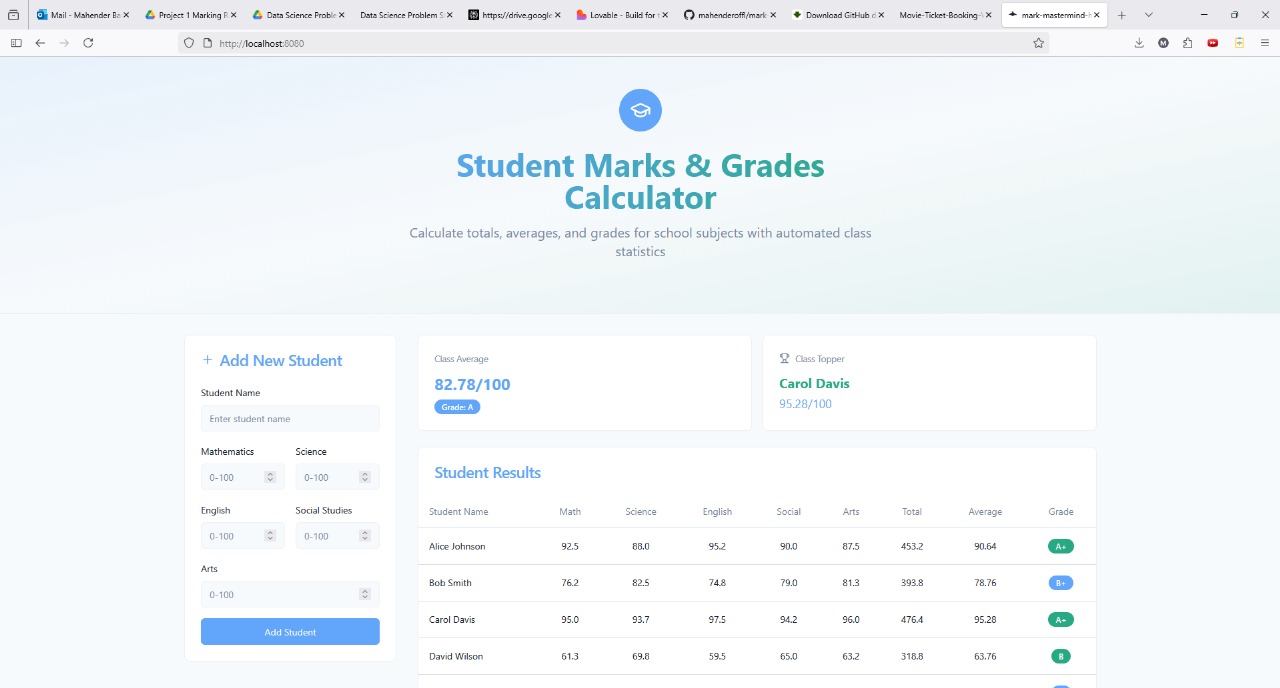 Mail - Mahender Ba
Project 1 Marking R
Data Science Proble
Data Science Problem S
https://drive.google
Lovable - Build for
mahenderoffl/mark
Download GitHub d
Movie-Ticket-Booking-
mark-mastermind-h
http://localhost:8080
Student Marks & Grades
Calculator
Calculate totals, averages, and grades for school subjects with automated class
statistics
+ Add New Student
Student Name
Enter student name
Mathematics Science
0-100 0-100
English Social Studies
0-100 0-100
Arts
0-100
Add Student
Class Average
82.78/100
Grade: A
Class Topper
Carol Davis
95.28/100
Student Results
Student Name Math Science English Social Arts Total Average Grade
Alice Johnson 92.5 88.0 95.2 90.0 87.5 453.2 90.64 A+
Bob Smith 76.2 82.5 74.8 79.0 81.3 393.8 78.76 B+
Carol Davis 95.0 93.7 97.5 94.2 96.0 476.4 95.28 A+
David Wilson 61.3 69.8 59.5 65.0 63.2 318.8 63.76 B